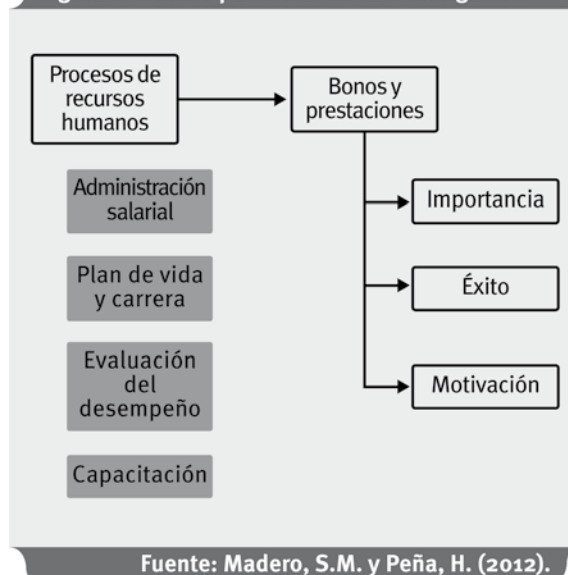 Procesos de
recursos
humanos
Bonos y
prestaciones
Administración
salarial
Importancia
Plan de vida
y carrera
Éxito
Evaluación
del
desempeño
Motivación
Capacitación
Fuente: Madero, S.M. y Peña, H. (2012).